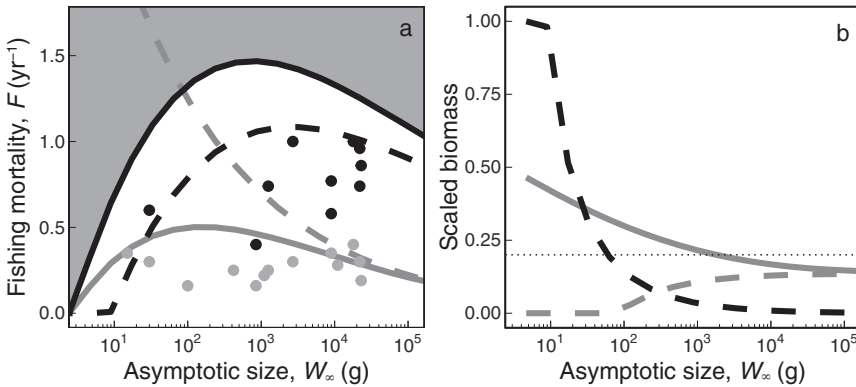 a
Fishing mortality, F (yr⁻¹)
1.5
1.0
0.5
0.0
10¹ 10² 10³ 10⁴ 10⁵
Asymptotic size, W∞ (g)
b
Scaled biomass
1.00
0.75
0.50
0.25
0.00
10¹ 10² 10³ 10⁴ 10⁵
Asymptotic size, W∞ (g)